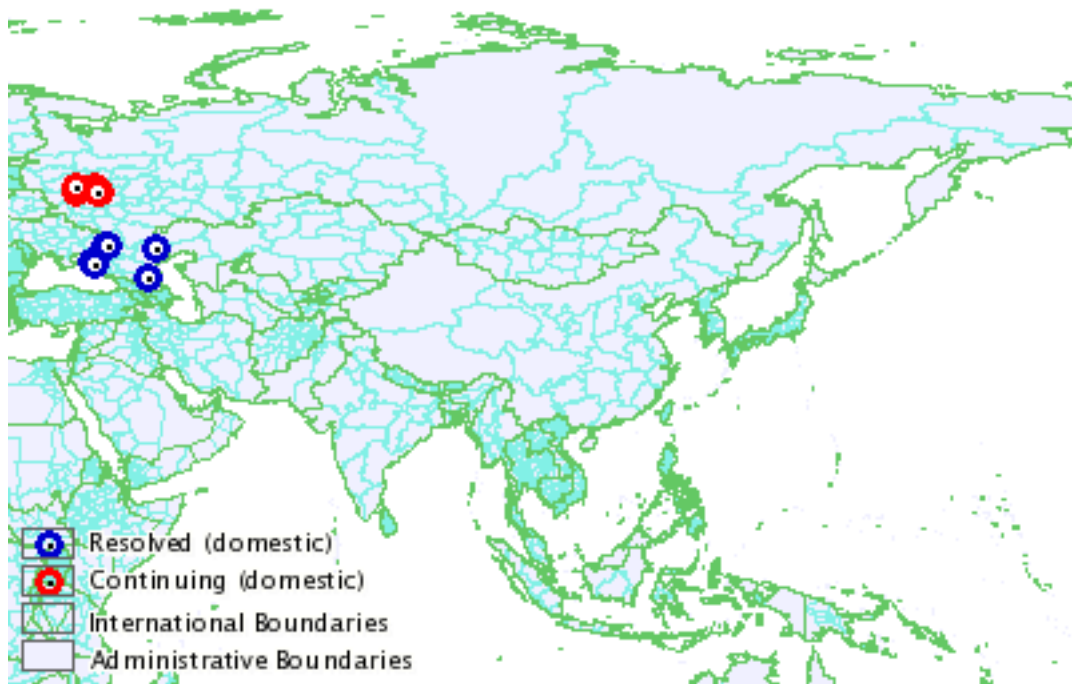 Resolved (domestic)
Continuing (domestic)
International Boundaries
Administrative Boundaries